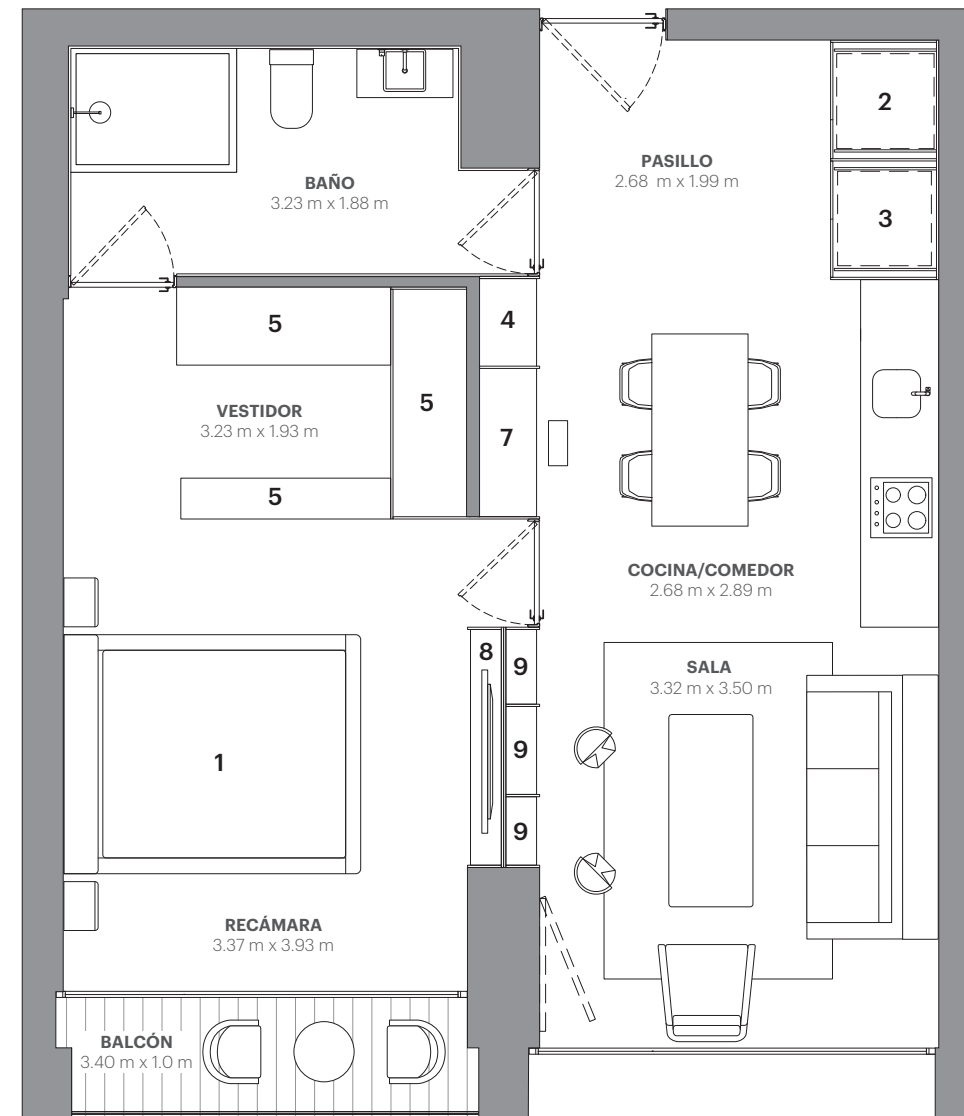 2
PASILLO
2.68 m x 1.99 m
BAÑO
3.23 m x 1.88 m
3
4
5
5
VESTIDOR
3.23 m x 1.93 m
7
5
COCINA/COMEDOR
2.68 m x 2.89 m
8
9
SALA
3.32 m x 3.50 m
1
9
9
RECÁMARA
3.37 m x 3.93 m
BALCÓN
3.40 m x 1.0 m